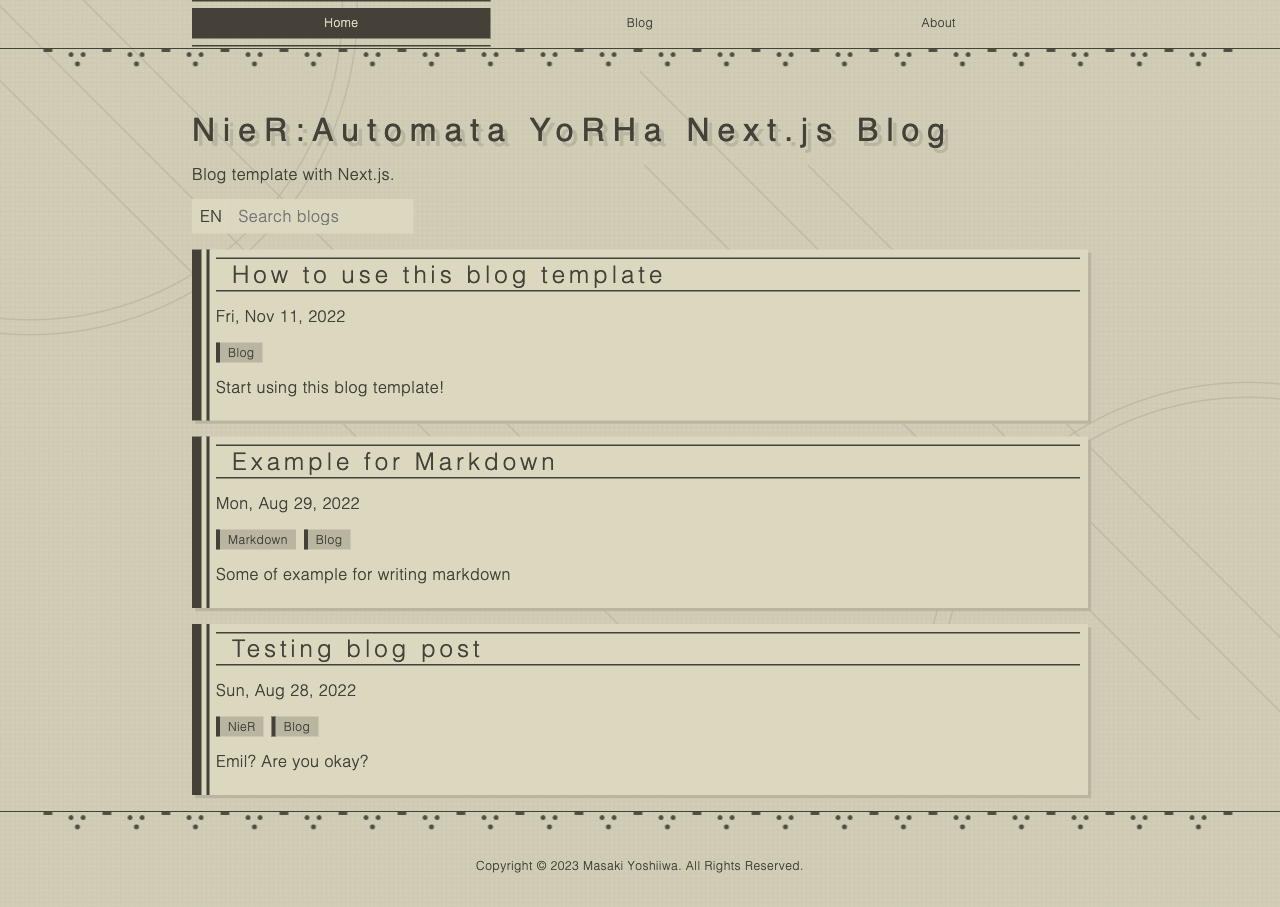 Home
Blog
About
NieR:Automata YoRHa Next.js Blog
Blog template with Next.js.
EN Search blogs
How to use this blog template
Fri, Nov 11, 2022
Blog
Start using this blog template!
Example for Markdown
Mon, Aug 29, 2022
Markdown Blog
Some of example for writing markdown
Testing blog post
Sun, Aug 28, 2022
NieR Blog
Emil? Are you okay?
Copyright © 2023 Masaki Yoshiiwa. All Rights Reserved.